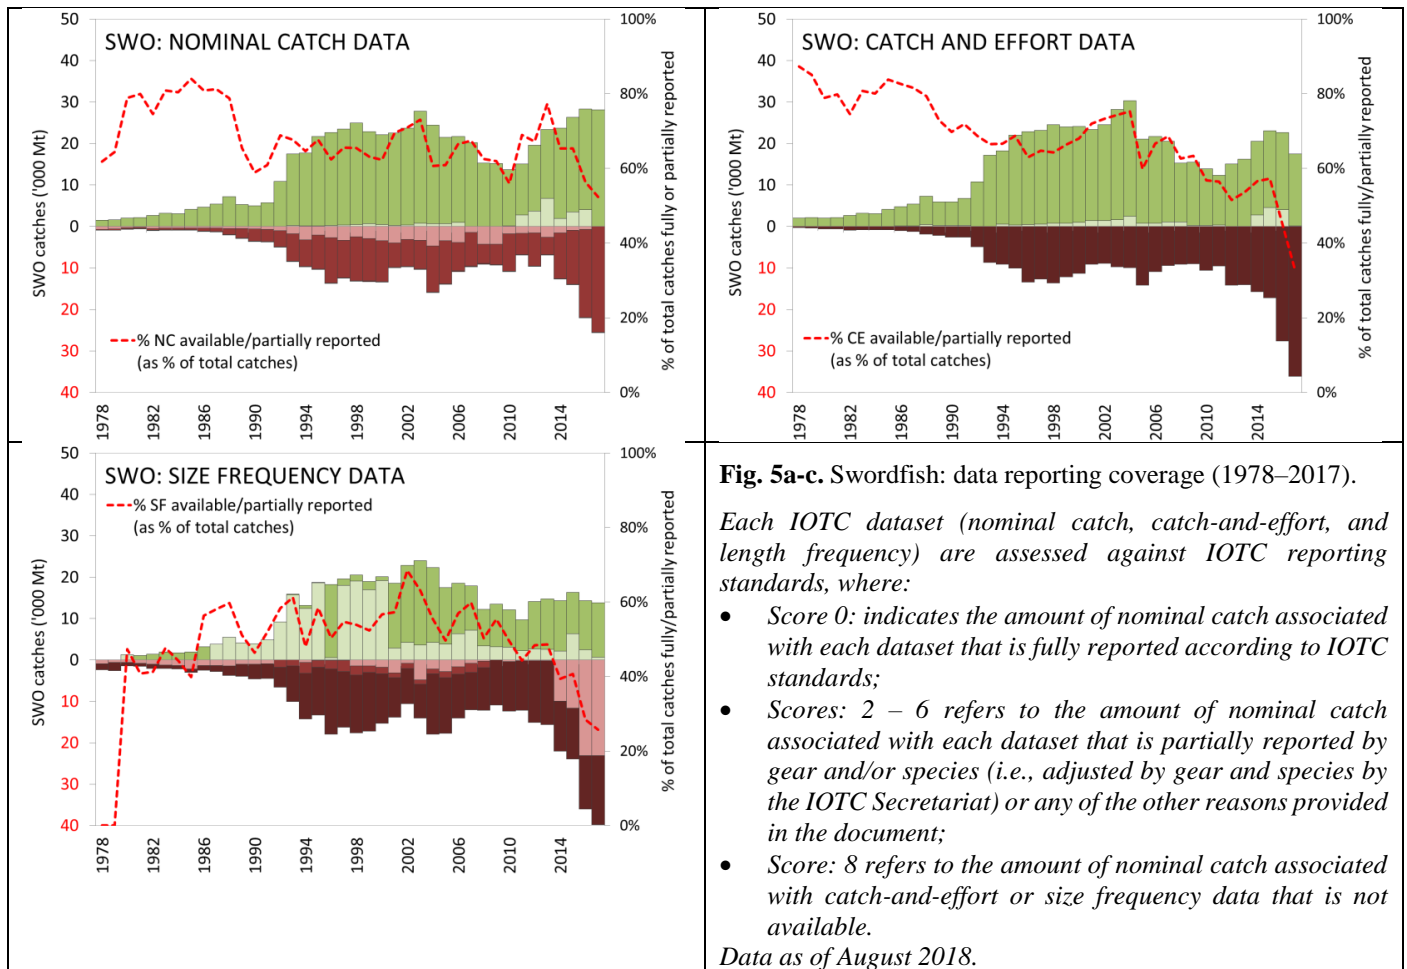 SWO: NOMINAL CATCH DATA
50
40
30
20
10
0
10
20
30
40
SWO catches ('000 Mt)
100%
80%
60%
40%
20%
0%
% of total catches fully or partially reported
% NC available/partially reported
(as % of total catches)
1978
1982
1986
1990
1994
1998
2002
2006
2010
2014
SWO: CATCH AND EFFORT DATA
50
40
30
20
10
0
10
20
30
40
SWO catches ('000 Mt)
100%
80%
60%
40%
20%
0%
% of total catches fully/partially reported
% CE available/partially reported
(as % of total catches)
1978
1982
1986
1990
1994
1998
2002
2006
2010
2014
SWO: SIZE FREQUENCY DATA
% SF available/partially reported
(as % of total catches)
50
40
30
20
10
0
10
20
30
40
SWO catches ('000 Mt)
100%
80%
60%
40%
20%
0%
% of total catches fully/partially reported
1978
1982
1986
1990
1994
1998
2002
2006
2010
2014
Fig. 5a-c. Swordfish: data reporting coverage (1978–2017).
Each IOTC dataset (nominal catch, catch-and-effort, and
length frequency) are assessed against IOTC reporting
standards, where:
• Score 0: indicates the amount of nominal catch associated
with each dataset that is fully reported according to IOTC
standards;
• Scores: 2 – 6 refers to the amount of nominal catch
associated with each dataset that is partially reported by
gear and/or species (i.e., adjusted by gear and species by
the IOTC Secretariat) or any of the other reasons provided
in the document;
• Score: 8 refers to the amount of nominal catch associated
with catch-and-effort or size frequency data that is not
available.
Data as of August 2018.